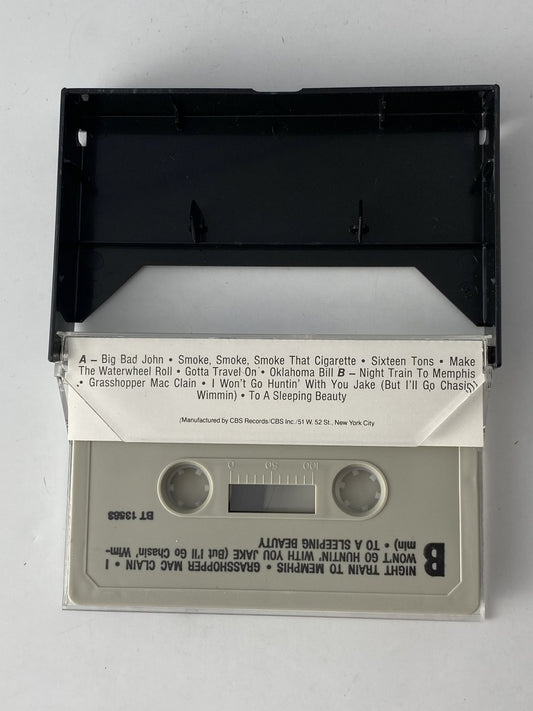 A – Big Bad John • Smoke, Smoke, Smoke That Cigarette • Sixteen Tons • Make
The Waterwheel Roll • Gotta Travel On • Oklahoma Bill B – Night Train To Memphis
• Grasshopper Mac Clain • I Won't Go Huntin' With You Jake (But I'll Go Chasin'
Wimmin) • To A Sleeping Beauty
Manufactured by CBS Records/CBS Inc./51 W. 52 St., New York City
B
NIGHT TRAIN TO MEMPHIS • GRASSHOPPER MAC CLAIN • I
WON'T GO HUNTIN' WITH YOU JAKE (But I'll Go Chasin' Wim-
min) • TO A SLEEPING BEAUTY
BT 13563
100 50 0